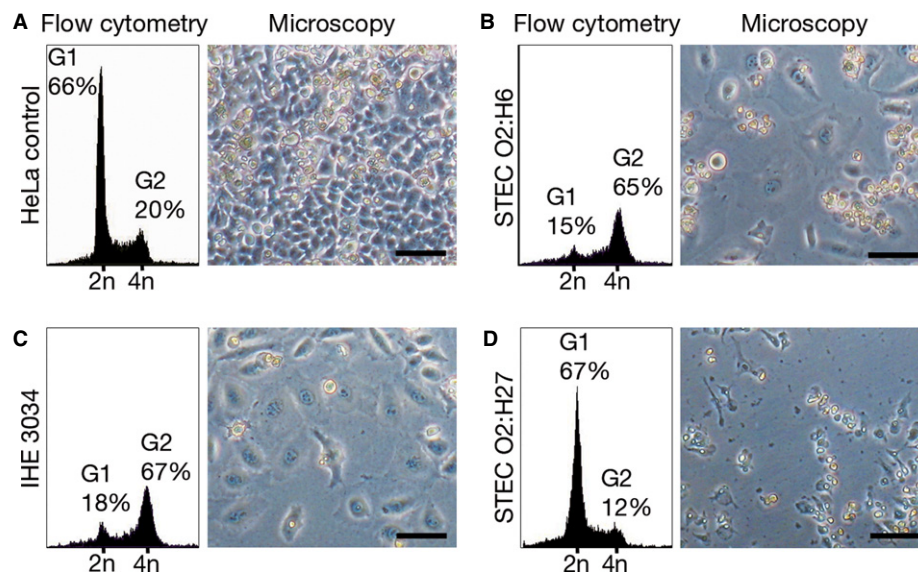 A Flow cytometry Microscopy
HeLa control
G1
66%
G2
20%
2n 4n
B Flow cytometry Microscopy
STEC O2:H6
G1
15%
G2
65%
2n 4n
C
IHE 3034
G1
18%
G2
67%
2n 4n
D
STEC O2:H27
G1
67%
G2
12%
2n 4n